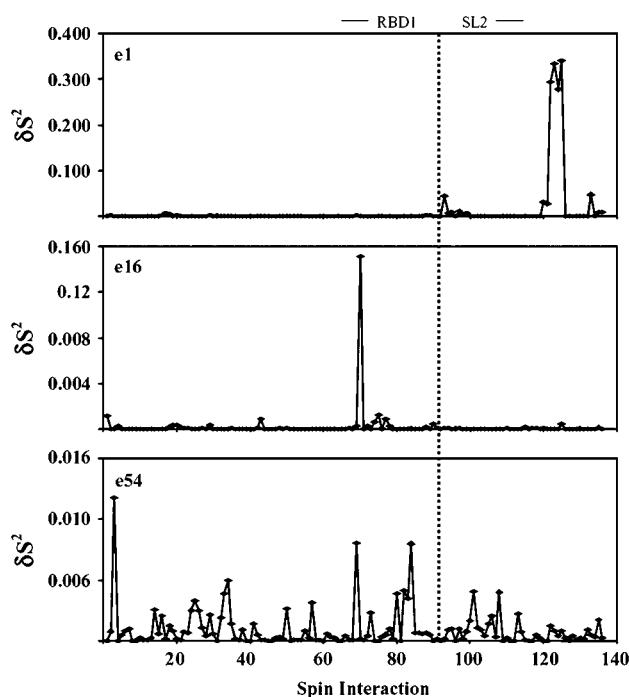 RBD1 SL2
0.400
e1
0.300
δS²
0.200
0.100
0.160
e16
0.12
δS²
0.008
0.004
0.016
e54
δS²
0.010
0.006
20 40 60 80 100 120 140
Spin Interaction